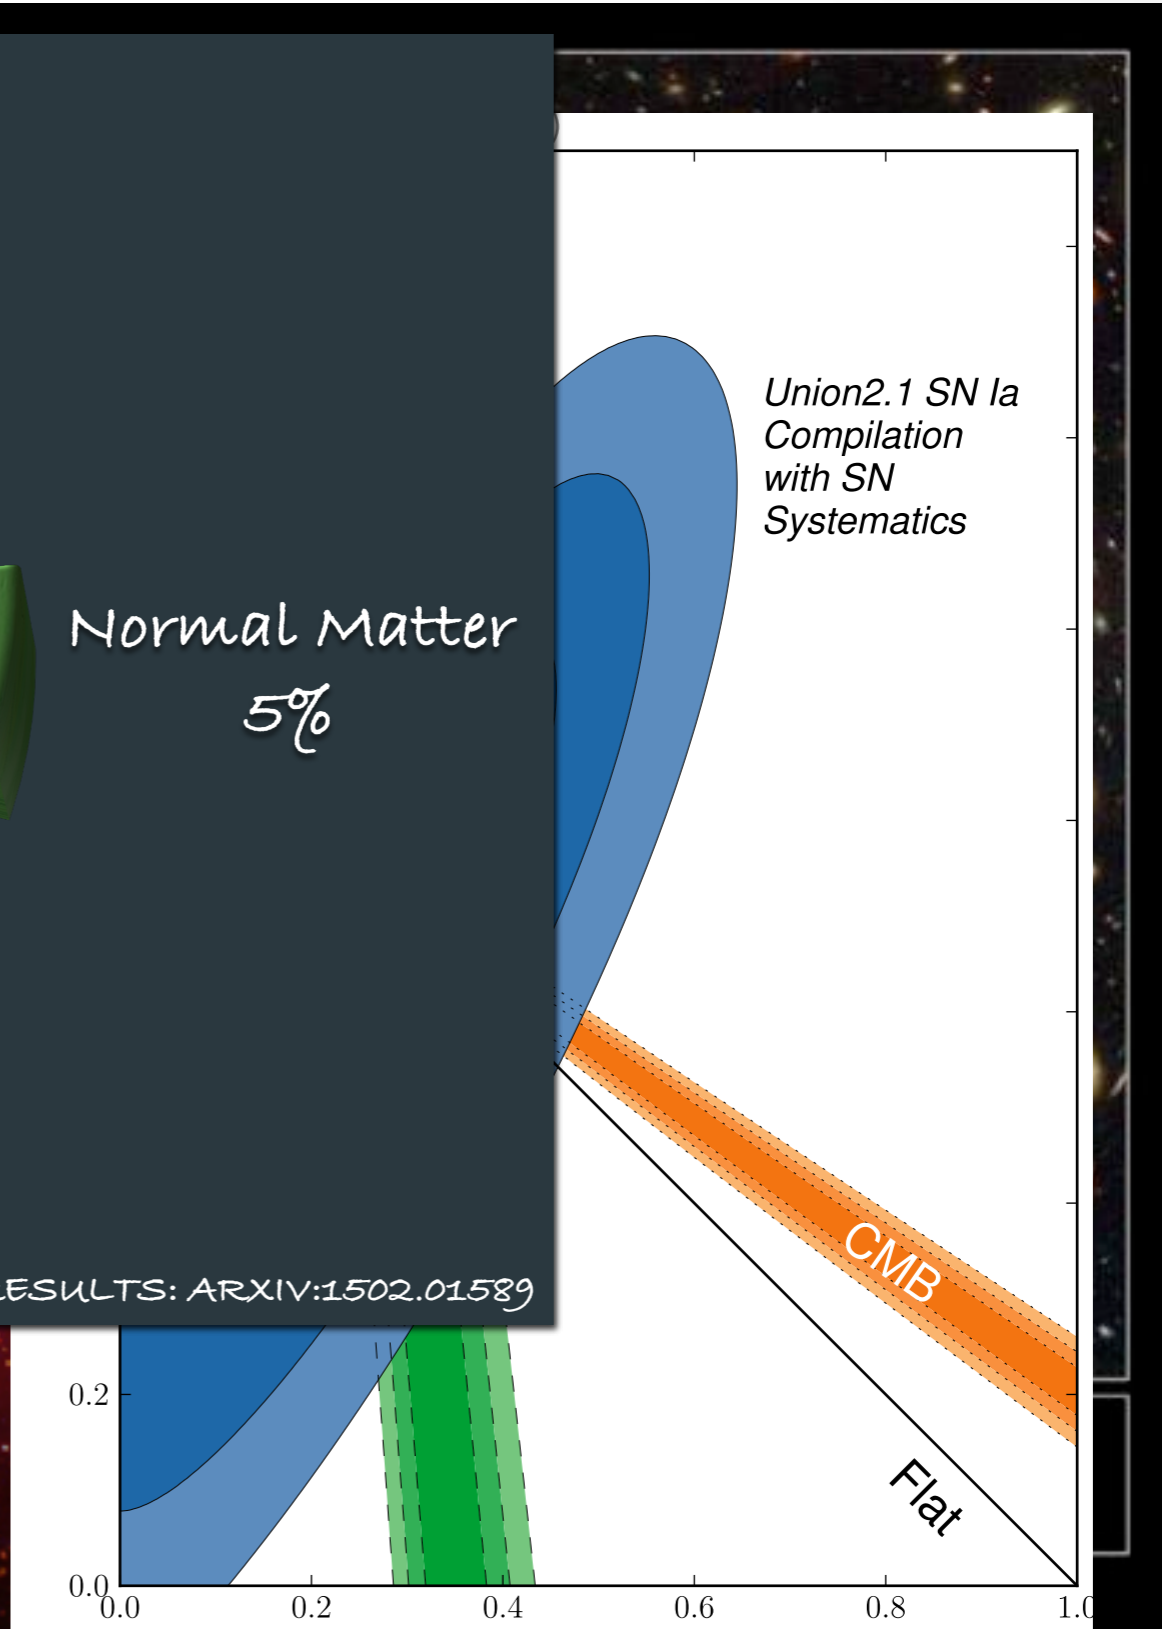 Union2.1 SN Ia
Compilation
with SN
Systematics
Normal Matter
5%
CMB
ESULTS: ARXIV:1502.01589
0.2
Flat
0.0
0.0 0.2 0.4 0.6 0.8 1.0